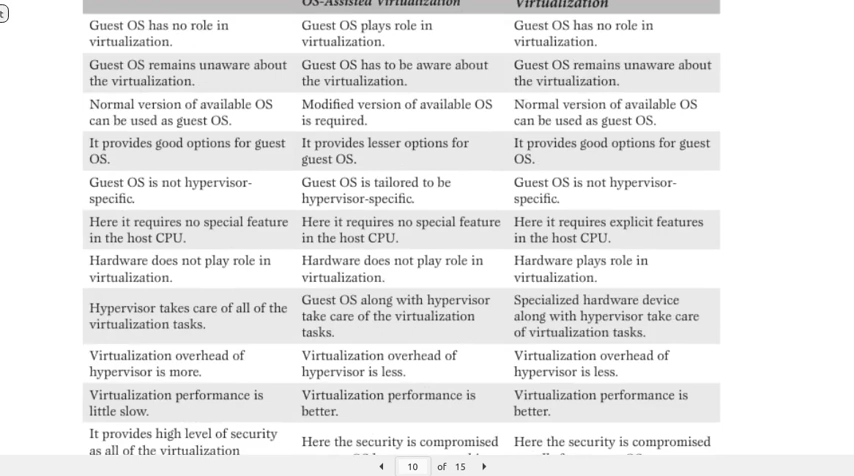 t
OS-Assisted Virtualization
Virtualization
Guest OS has no role in
virtualization.
Guest OS plays role in
virtualization.
Guest OS has no role in
virtualization.
Guest OS remains unaware about
the virtualization.
Guest OS has to be aware about
the virtualization.
Guest OS remains unaware about
the virtualization.
Normal version of available OS
can be used as guest OS.
Modified version of available OS
is required.
Normal version of available OS
can be used as guest OS.
It provides good options for guest
OS.
It provides lesser options for
guest OS.
It provides good options for guest
OS.
Guest OS is not hypervisor-
specific.
Guest OS is tailored to be
hypervisor-specific.
Guest OS is not hypervisor-
specific.
Here it requires no special feature
in the host CPU.
Here it requires no special feature
in the host CPU.
Here it requires explicit features
in the host CPU.
Hardware does not play role in
virtualization.
Hardware does not play role in
virtualization.
Hardware plays role in
virtualization.
Hypervisor takes care of all of the
virtualization tasks.
Guest OS along with hypervisor
take care of the virtualization
tasks.
Specialized hardware device
along with hypervisor take care
of virtualization tasks.
Virtualization overhead of
hypervisor is more.
Virtualization overhead of
hypervisor is less.
Virtualization overhead of
hypervisor is less.
Virtualization performance is
little slow.
Virtualization performance is
better.
Virtualization performance is
better.
It provides high level of security
as all of the virtualization
Here the security is compromised
Here the security is compromised
10 of 15